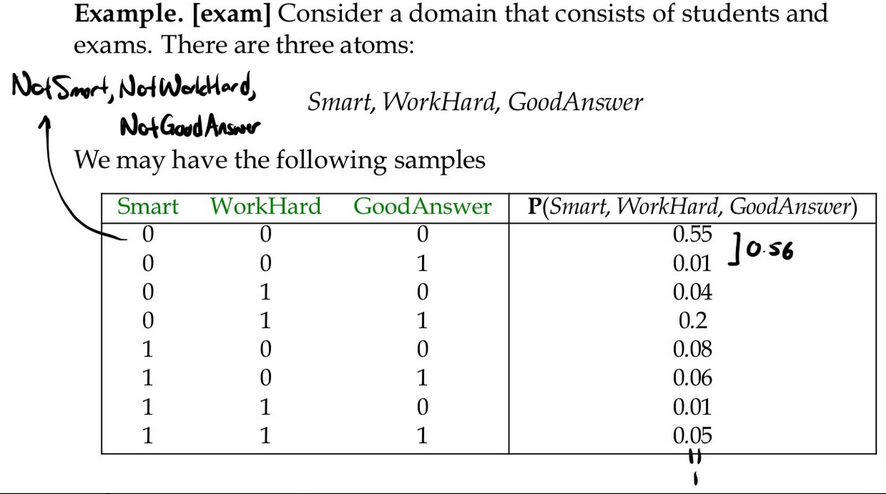 Example. [exam] Consider a domain that consists of students and
exams. There are three atoms:
NotSmart, NotWorkHard,
NotGoodAnswer
Smart, WorkHard, GoodAnswer
We may have the following samples
Smart WorkHard GoodAnswer P(Smart, WorkHard, GoodAnswer)
0 0 0 0.55
0 0 1 0.01
] 0.56
0 1 0 0.04
0 1 1 0.2
1 0 0 0.08
1 0 1 0.06
1 1 0 0.01
1 1 1 0.05
=
1